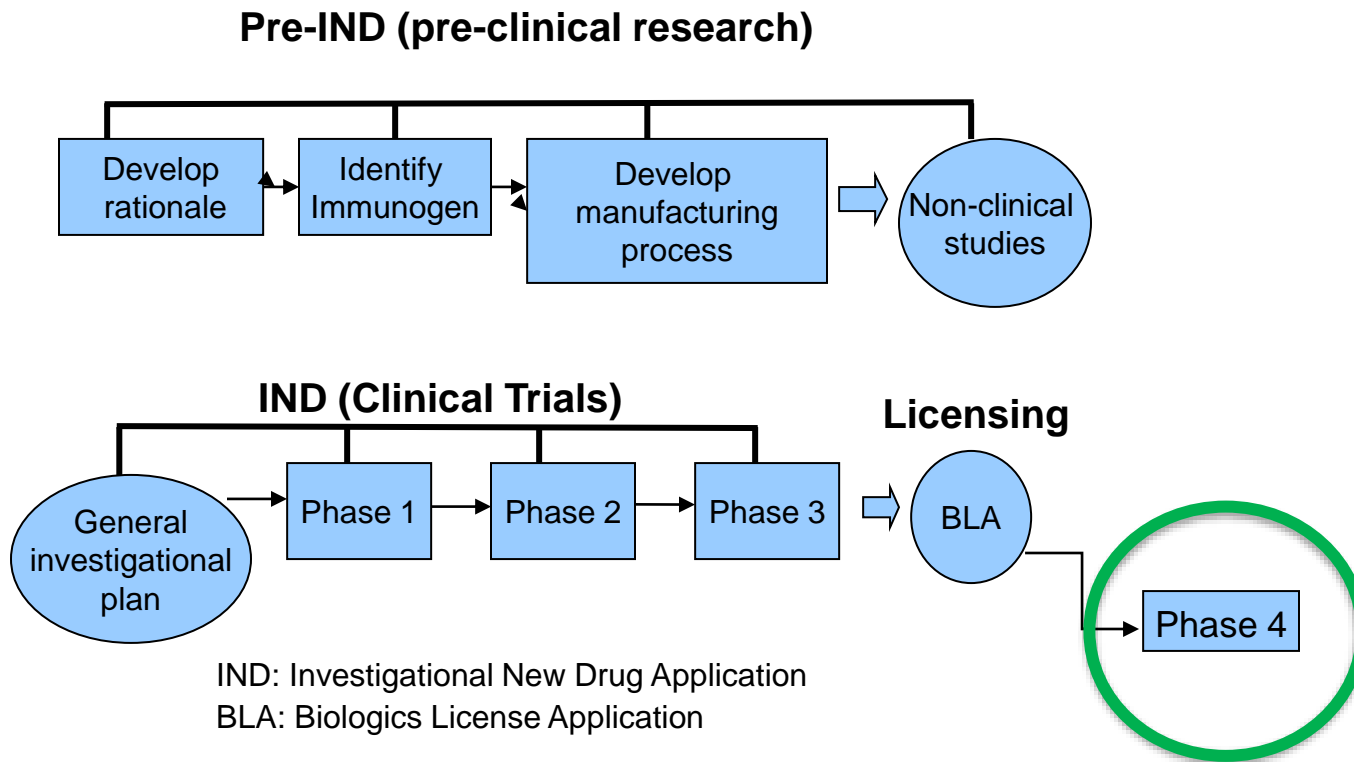 Pre-IND (pre-clinical research)
Develop
rationale
Identify
Immunogen
Develop
manufacturing
process
Non-clinical
studies
IND (Clinical Trials)
Licensing
General
investigational
plan
Phase 1
Phase 2
Phase 3
BLA
Phase 4
IND: Investigational New Drug Application
BLA: Biologics License Application